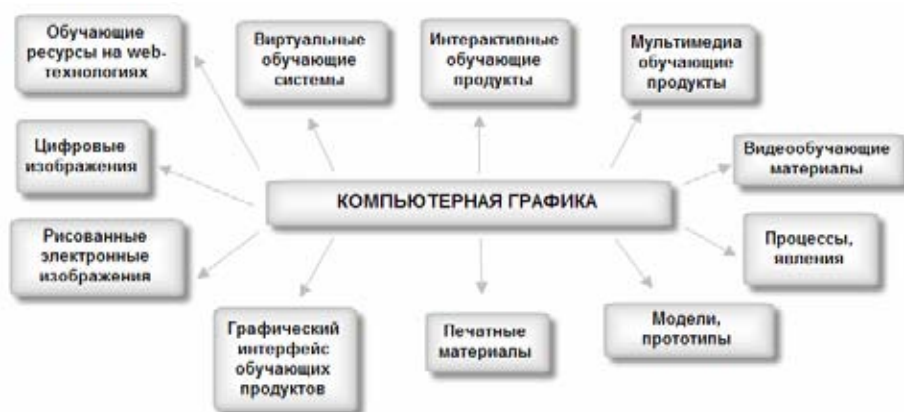 Обучающие
ресурсы на web-
технологиях
Виртуальные
обучающие
системы
Интерактивные
обучающие
продукты
Мультимедиа
обучающие
продукты
Цифровые
изображения
Видеообучающие
материалы
КОМПЬЮТЕРНАЯ ГРАФИКА
Рисованные
электронные
изображения
Процессы,
явления
Графический
интерфейс
обучающих
продуктов
Печатные
материалы
Модели,
прототипы